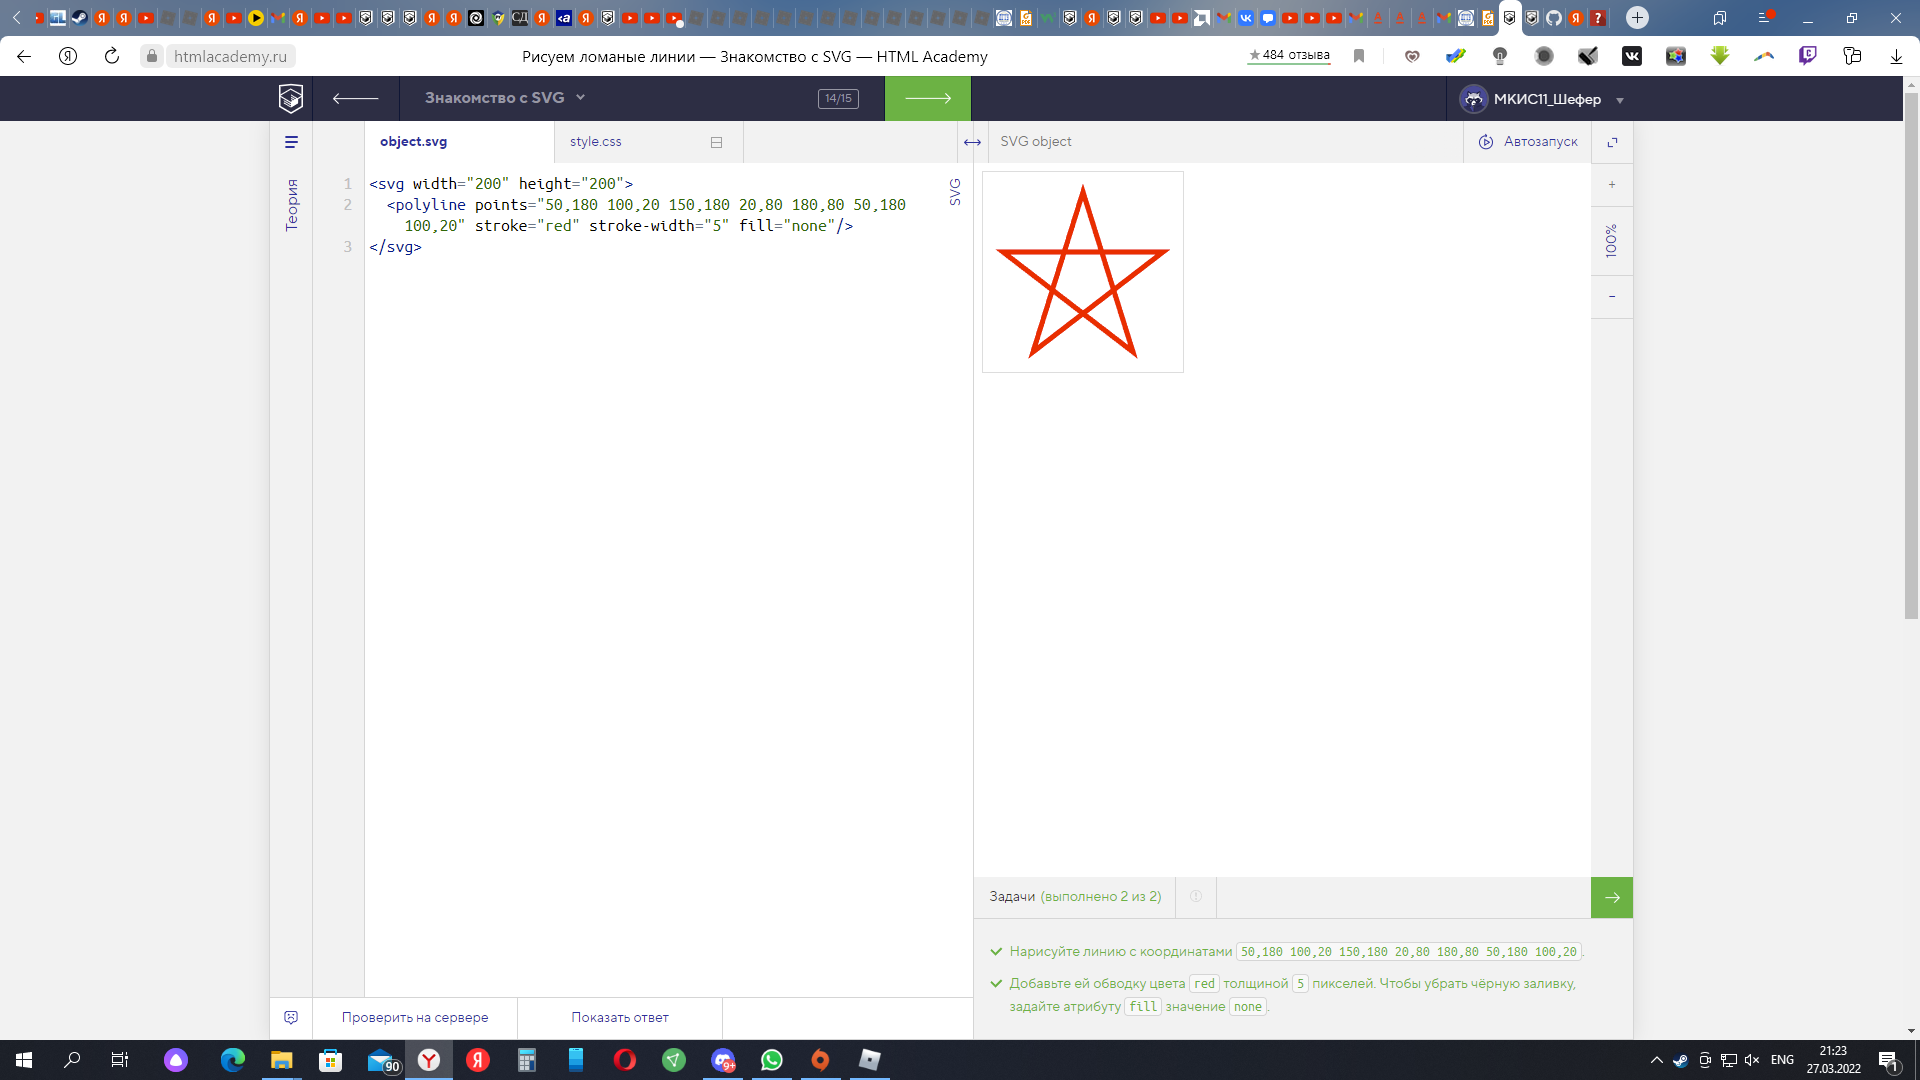 htmlacademy.ru
Рисуем ломаные линии — Знакомство с SVG — HTML Academy
★ 484 отзыва
Знакомство с SVG
14/15
МКИС11_Шефер
object.svg
style.css
SVG object
Автозапуск
Теория
1
<svg width="200" height="200">
2
<polyline points="50,180 100,20 150,180 20,80 180,80 50,180
100,20" stroke="red" stroke-width="5" fill="none"/>
3
</svg>
SVG
+
100%
-
Задачи (выполнено 2 из 2)
Нарисуйте линию с координатами 50,180 100,20 150,180 20,80 180,80 50,180 100,20.
Добавьте ей обводку цвета red толщиной 5 пикселей. Чтобы убрать чёрную заливку,
задайте атрибуту fill значение none.
Проверить на сервере
Показать ответ
90
9+
ENG
21:23
27.03.2022
1